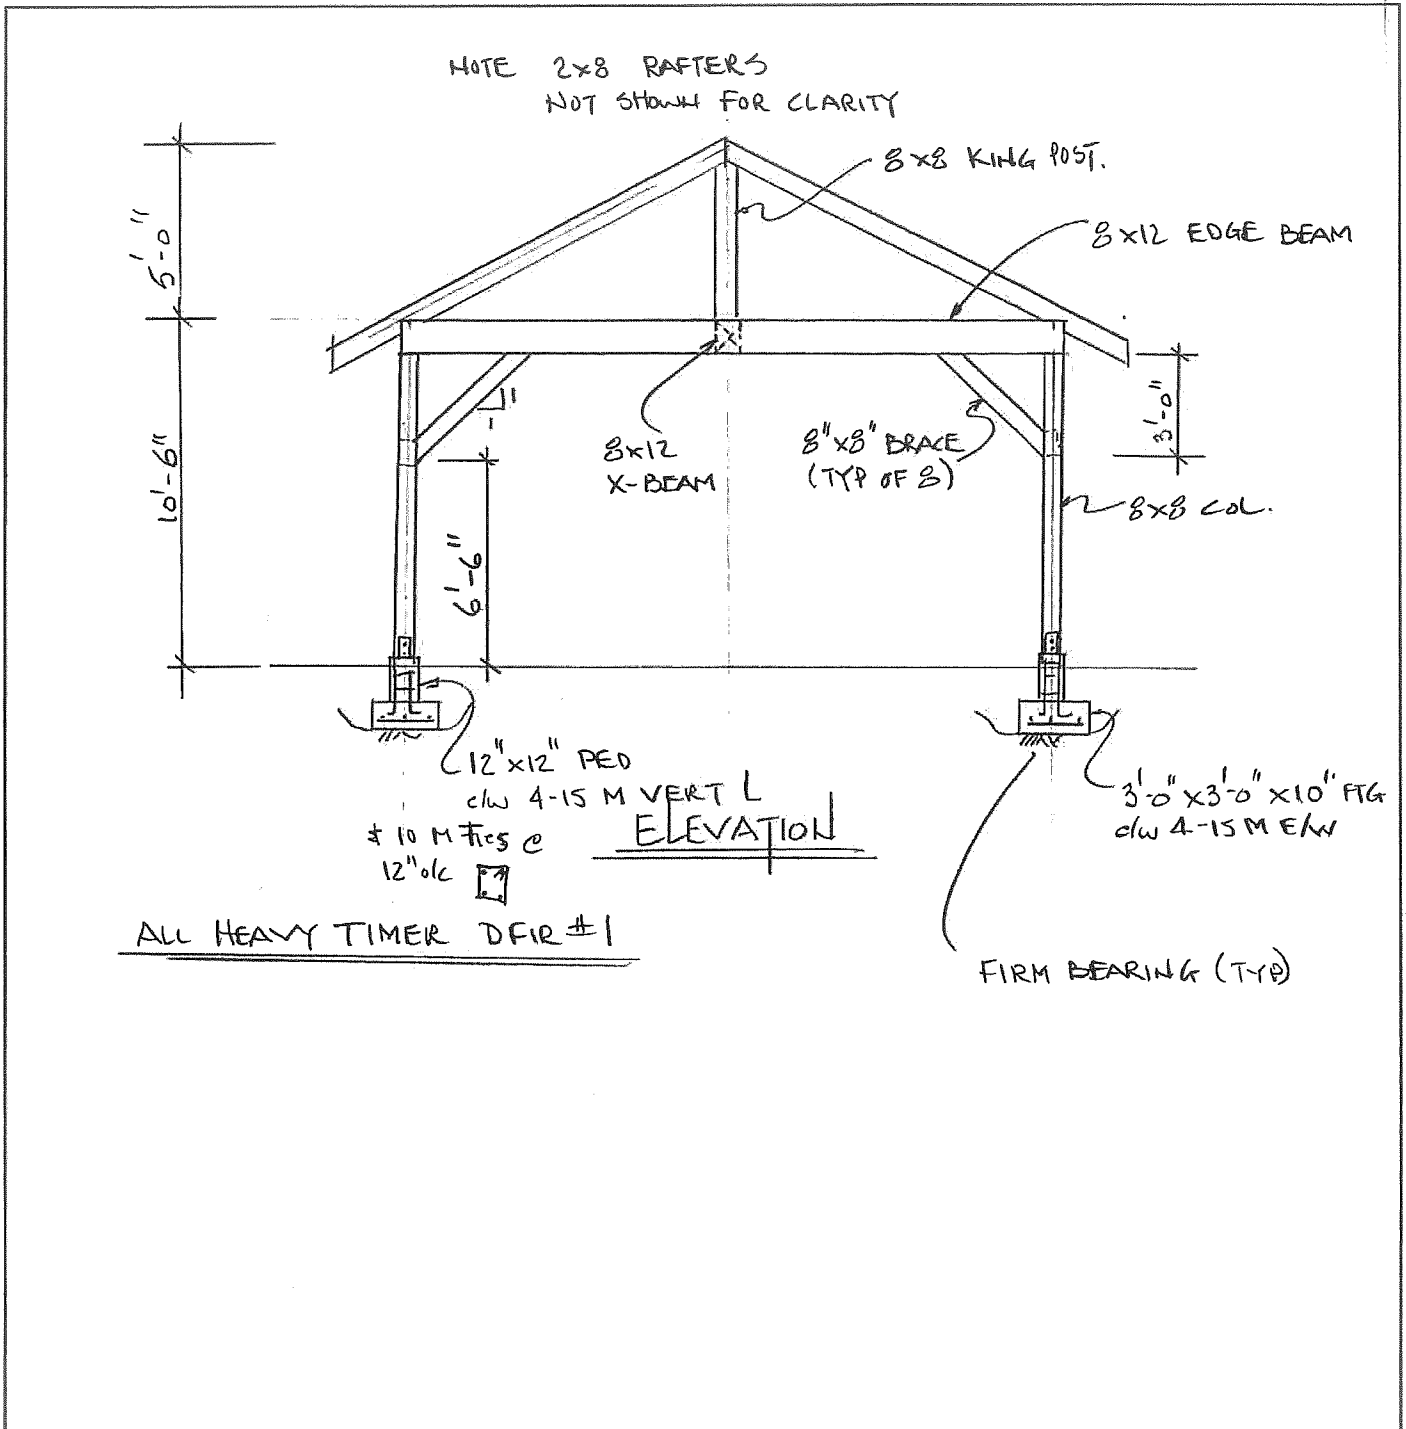 NOTE 2x8 RAFTERS
NOT SHOWN FOR CLARITY
8x8 KING POST.
8x12 EDGE BEAM
5'-0"
10'-6"
1
1
8x12
X-BEAM
8"x8" BRACE
(TYP OF 8)
3'-0"
8x8 COL.
6'-6"
12"x12" PED
c/w 4-15 M VERT L
& 10 M Ties @
12" o/c
ELEVATION
3'-0"x3'-0"x10" FTG
c/w 4-15 M E/W
ALL HEAVY TIMER DFIR #1
FIRM BEARING (TYP)